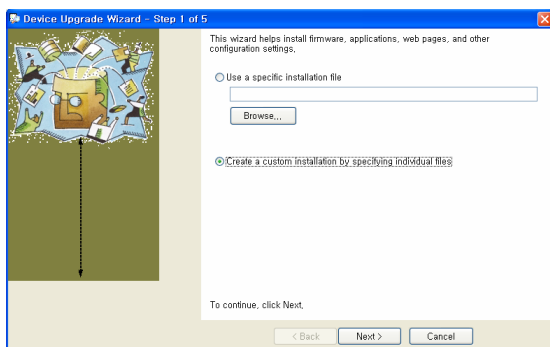 Device Upgrade Wizard - Step 1 of 5
This wizard helps install firmware, applications, web pages, and other
configuration settings.
Use a specific installation file
Browse...
Create a custom installation by specifying individual files
To continue, click Next.
< Back
Next >
Cancel